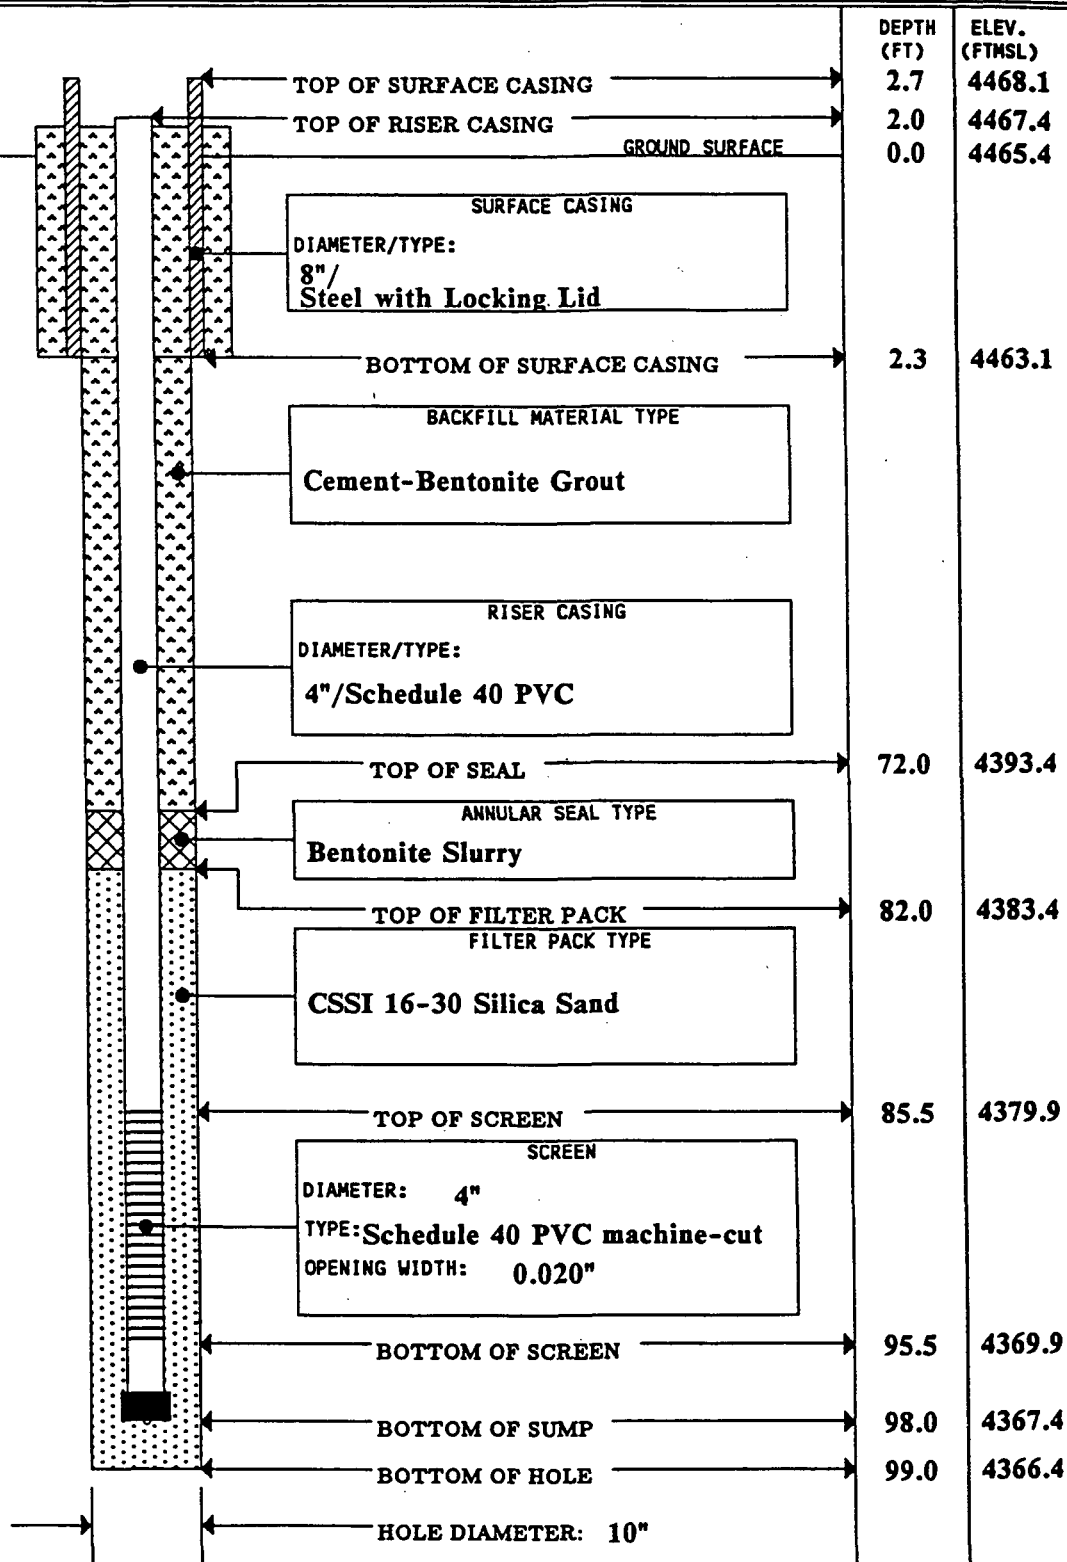 DEPTH ELEV.
(FT) (FTMSL)
TOP OF SURFACE CASING 2.7 4468.1
TOP OF RISER CASING 2.0 4467.4
GROUND SURFACE 0.0 4465.4
SURFACE CASING
DIAMETER/TYPE:
8"/
Steel with Locking Lid
BOTTOM OF SURFACE CASING 2.3 4463.1
BACKFILL MATERIAL TYPE
Cement-Bentonite Grout
RISER CASING
DIAMETER/TYPE:
4"/Schedule 40 PVC
TOP OF SEAL 72.0 4393.4
ANNULAR SEAL TYPE
Bentonite Slurry
TOP OF FILTER PACK 82.0 4383.4
FILTER PACK TYPE
CSSI 16-30 Silica Sand
TOP OF SCREEN 85.5 4379.9
SCREEN
DIAMETER: 4"
TYPE: Schedule 40 PVC machine-cut
OPENING WIDTH: 0.020"
BOTTOM OF SCREEN 95.5 4369.9
BOTTOM OF SUMP 98.0 4367.4
BOTTOM OF HOLE 99.0 4366.4
HOLE DIAMETER: 10"